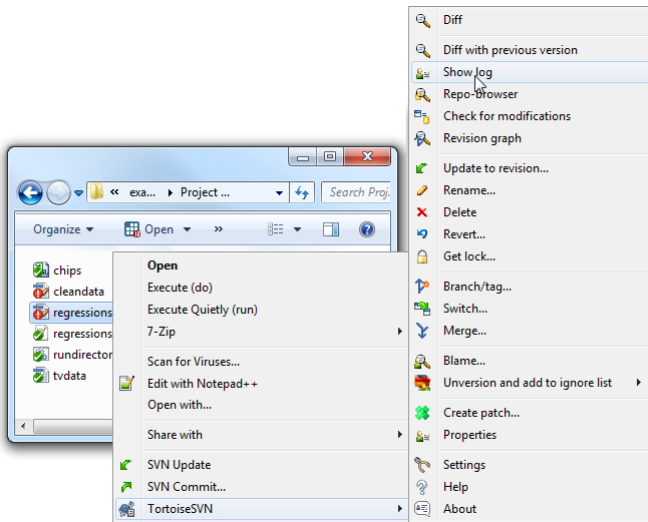 Diff
Diff with previous version
Show log
Repo-browser
Check for modifications
Revision graph
Update to revision...
Rename...
Delete
Revert...
Get lock...
Branch/tag...
Switch...
Merge...
Blame...
Unversion and add to ignore list
Create patch...
Properties
Settings
Help
About
« exa... Project ... Search Proj.
Organize Open »
chips
cleandata
regressions
regressions
rundirector
tvdata
Open
Execute (do)
Execute Quietly (run)
7-Zip
Scan for Viruses...
Edit with Notepad++
Open with...
Share with
SVN Update
SVN Commit...
TortoiseSVN